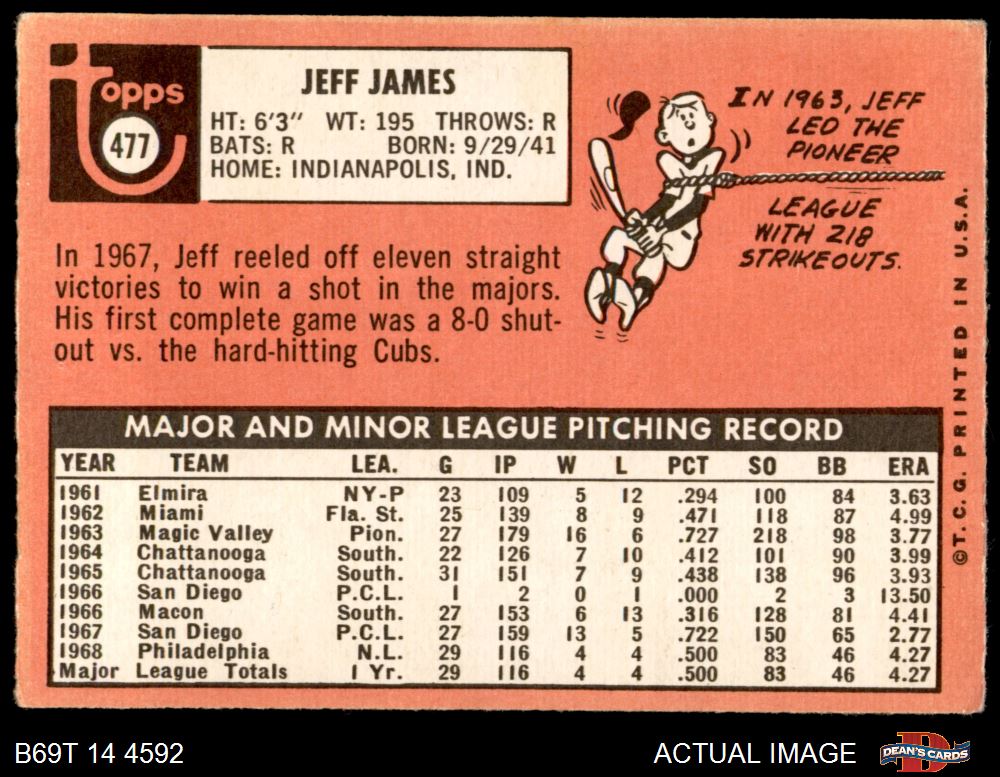 topps
477
JEFF JAMES
HT: 6'3" WT: 195 THROWS: R
BATS: R BORN: 9/29/41
HOME: INDIANAPOLIS, IND.
In 1967, Jeff reeled off eleven straight
victories to win a shot in the majors.
His first complete game was a 8-0 shut-
out vs. the hard-hitting Cubs.
IN 1963, JEFF
LED THE
PIONEER
LEAGUE
WITH 218
STRIKEOUTS.
©T. C. G. PRINTED IN U.S.A.
MAJOR AND MINOR LEAGUE PITCHING RECORD
YEAR TEAM LEA. G IP W L PCT SO BB ERA
1961 Elmira NY-P 23 109 5 12 .294 100 84 3.63
1962 Miami Fla. St. 25 139 8 9 .471 118 87 4.99
1963 Magic Valley Pion. 27 179 16 6 .727 218 98 3.77
1964 Chattanooga South. 22 126 7 10 .412 101 90 3.99
1965 Chattanooga South. 31 151 7 9 .438 138 96 3.93
1966 San Diego P.C.L. 1 2 0 1 .000 2 3 13.50
1966 Macon South. 27 153 6 13 .316 128 81 4.41
1967 San Diego P.C.L. 27 159 13 5 .722 150 65 2.77
1968 Philadelphia N.L. 29 116 4 4 .500 83 46 4.27
Major League Totals 1 Yr. 29 116 4 4 .500 83 46 4.27
B69T 14 4592
ACTUAL IMAGE
DEAN'S CARDS